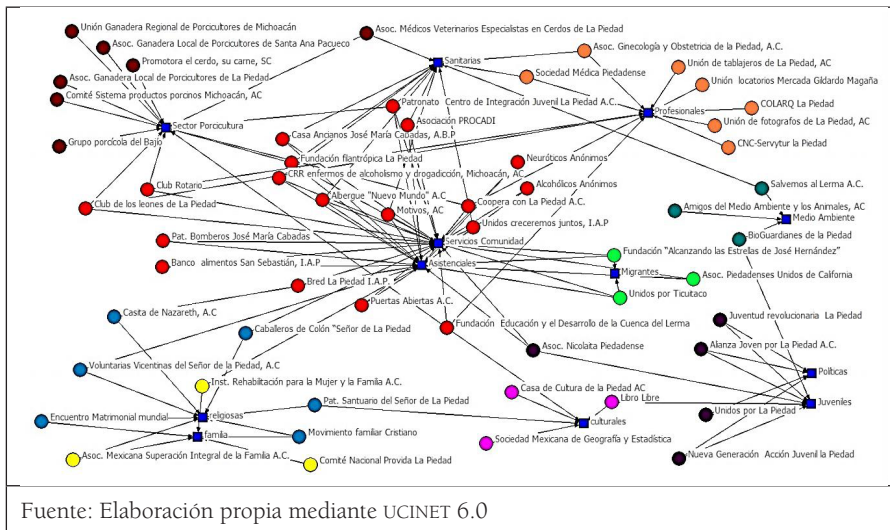 Unión Ganadera Regional de Porcicultores de Michoacán
Asoc. Ganadera Local de Porcicultores de Santa Ana Pacueco
Promotora el cerdo, su carne, SC
Asoc. Ganadera Local de Porcicultores de La Piedad
Comité Sistema productos porcinos Michoacán, AC
Grupo porcícola del Bajío
Sector Porcicultura
Asoc. Médicos Veterinarios Especialistas en Cerdos de La Piedad
Sanitarias
Asoc. Ginecología y Obstetricia de la Piedad, A.C.
Sociedad Médica Piedadense
Unión de tablajeros de La Piedad, AC
Unión locatorios Mercada Gildardo Magaña
COLARQ La Piedad
Unión de fotografos de La Piedad, AC
CNC-Servytur la Piedad
Profesionales
Patronato Centro de Integración Juvenil La Piedad A.C.
Asociación PROCADI
Casa Ancianos José María Cabadas, A.B.P
Fundación filantrópica La Piedad
CRR enfermos de alcoholismo y drogadicción, Michoacán, AC
Neuróticos Anónimos
Alcohólicos Anónimos
Club Rotario
Club de los leones de La Piedad
Abergue "Nuevo Mundo" A.C
Motivos, AC
Coopera con La Piedad A.C.
Unidos creceremos juntos, I.A.P
Salvemos al Lerma A.C.
Amigos del Medio Ambiente y los Animales, AC
Medio Ambiente
BioGuardianes de la Piedad
Pat. Bomberos José María Cabadas
Servicios Comunidad
Banco alimentos San Sebastián, I.A.P
Asistenciales
Fundación "Alcanzando las Estrellas de José Hernández"
Migrantes
Asoc. Piedadenses Unidos de Calfornia
Unidos por Ticutaco
Bred La Piedad I.A.P.
Puertas Abiertas A.C.
Casta de Nazareth, A.C
Caballeros de Colón "Señor de La Piedad
Fundación Educación y el Desarrollo de la Cuenca del Lerma
Juventud revolucionaria La Piedad
Asoc. Nicolaita Piedadense
Alanza Joven por La Piedad A.C.
Voluntarias Vicentinas del Señor de la Piedad, A.C
Políticas
Inst. Rehabilitación para la Mujer y la Familia A.C.
Casa de Cultura de la Piedad AC
Libro Libre
Juveniles
Pat. Santuario del Señor de La Piedad
Unidos por La Piedad
religiosas
Encuentro Matrimonial mundial
culturales
familia
Movimiento familiar Cristiano
Sociedad Mexicana de Geografía y Estadística
Asoc. Mexicana Superación Integral de la Familia A.C.
Comité Nacional Provida La Piedad
Nueva Generación Acción Juvenil la Piedad
Fuente: Elaboración propia mediante UCINET 6.0